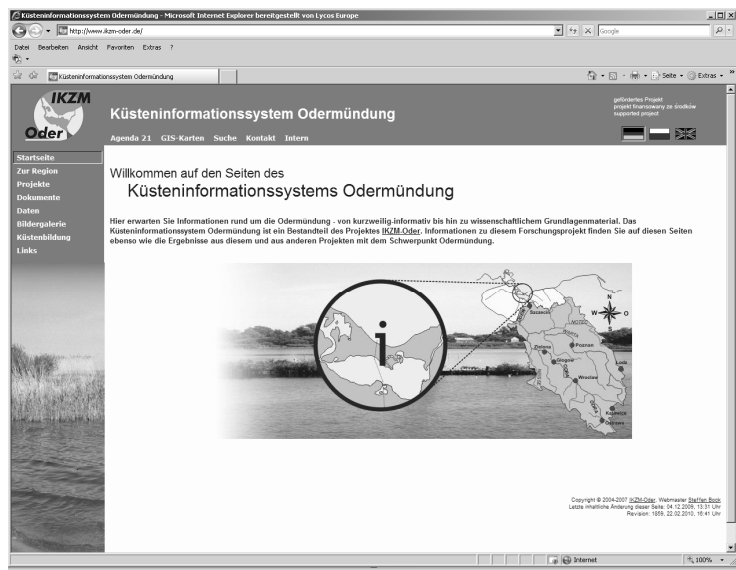 Küsteninformationssystem Odermündung - Microsoft Internet Explorer bereitgestellt von Lycos Europe
http://www.ikzm-oder.de/
Google
Datei Bearbeiten Ansicht Favoriten Extras ?
Küsteninformationssystem Odermündung
Seite Extras
IKZM
Oder
Küsteninformationssystem Odermündung
gefördertes Projekt
projekt finansowany ze środków
supported project
Agenda 21 GIS-Karten Suche Kontakt Intern
Startseite
Zur Region
Projekte
Dokumente
Daten
Bildergalerie
Küstenbildung
Links
Willkommen auf den Seiten des
Küsteninformationssystems Odermündung
Hier erwarten Sie Informationen rund um die Odermündung - von kurzweilig-informativ bis hin zu wissenschaftlichem Grundlagenmaterial. Das
Küsteninformationssystem Odermündung ist ein Bestandteil des Projektes IKZM-Oder. Informationen zu diesem Forschungsprojekt finden Sie auf diesen Seiten
ebenso wie die Ergebnisse aus diesem und aus anderen Projekten mit dem Schwerpunkt Odermündung.
i
N
W O
S
Szczecin
Zielona
Poznan
Glogow
Lodz
Wroclaw
Katowice
Ostrawa
Copyright © 2004-2007 IKZM-Oder, Webmaster Steffen Bock
Letzte inhaltliche Änderung dieser Seite: 04.12.2009, 13:31 Uhr
Revision: 1859, 22.02.2010, 16:41 Uhr
Internet
100%